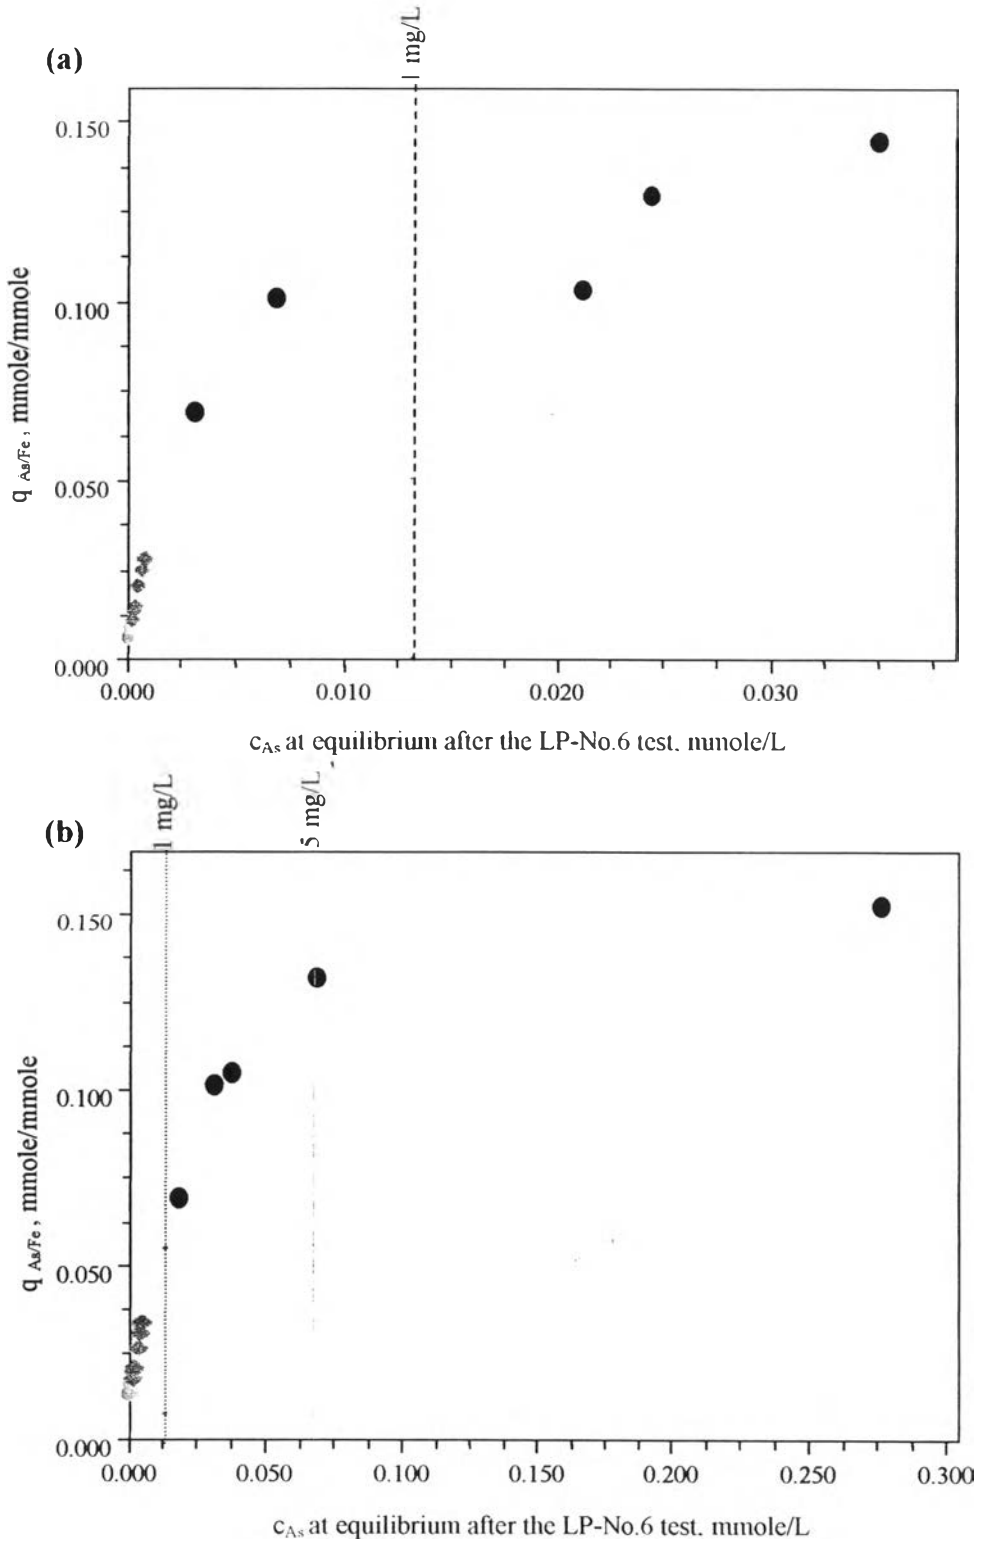 (a)
1 mg/L
0.150
0.100
0.050
0.000
q As/Fe, mmole/mmole
0.000 0.010 0.020 0.030
cAs at equilibrium after the LP-No.6 test, mmole/L
(b)
1 mg/L
5 mg/L
0.150
0.100
0.050
0.000
q As/Fe, mmole/mmole
0.000 0.050 0.100 0.150 0.200 0.250 0.300
cAs at equilibrium after the LP-No.6 test, mmole/L